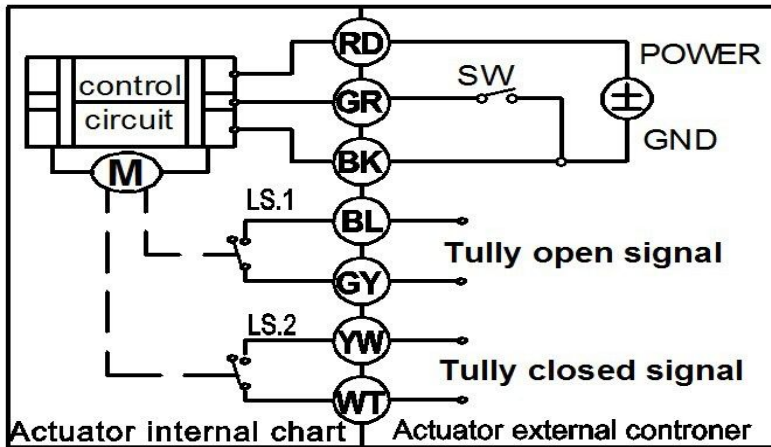 RD
POWER
control
circuit
GR
SW
±
GND
BK
M
LS.1
BL
Tully open signal
GY
LS.2
YW
Tully closed signal
WT
Actuator internal chart
Actuator external controner